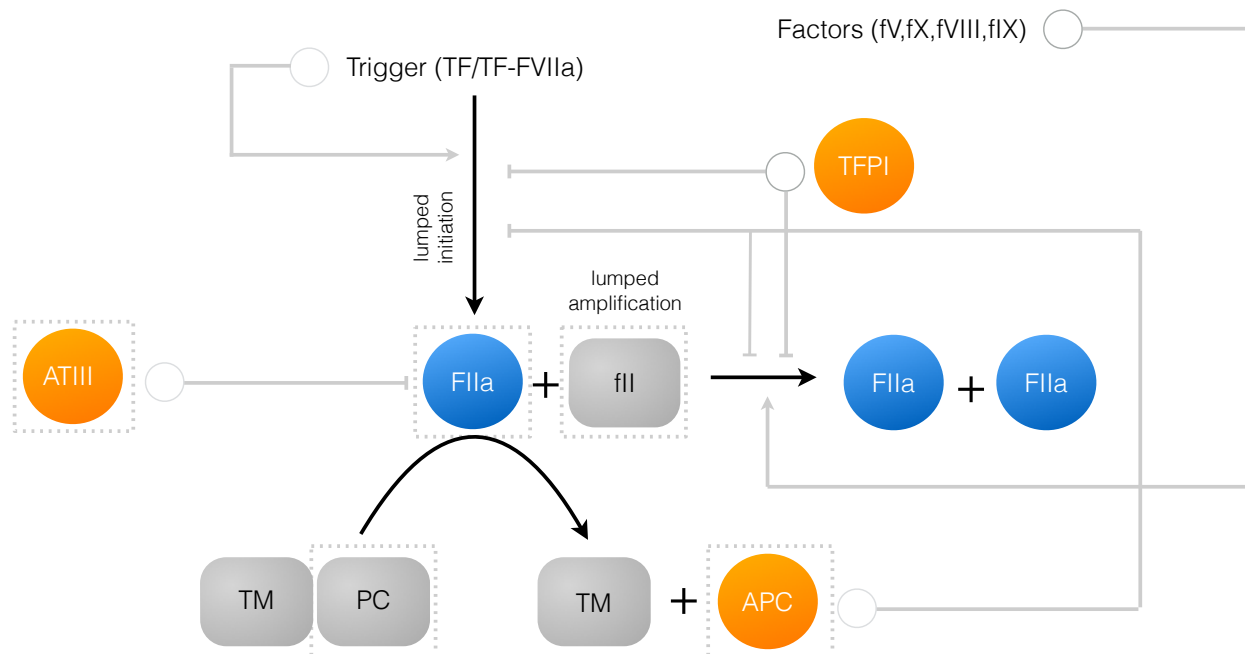 Factors (fV,fX,fVIII,fIX)
Trigger (TF/TF-FVIIa)
TFPI
lumped
initiation
lumped
amplification
ATIII
FIIa
+
fII
FIIa
+
FIIa
TM
PC
TM
+
APC